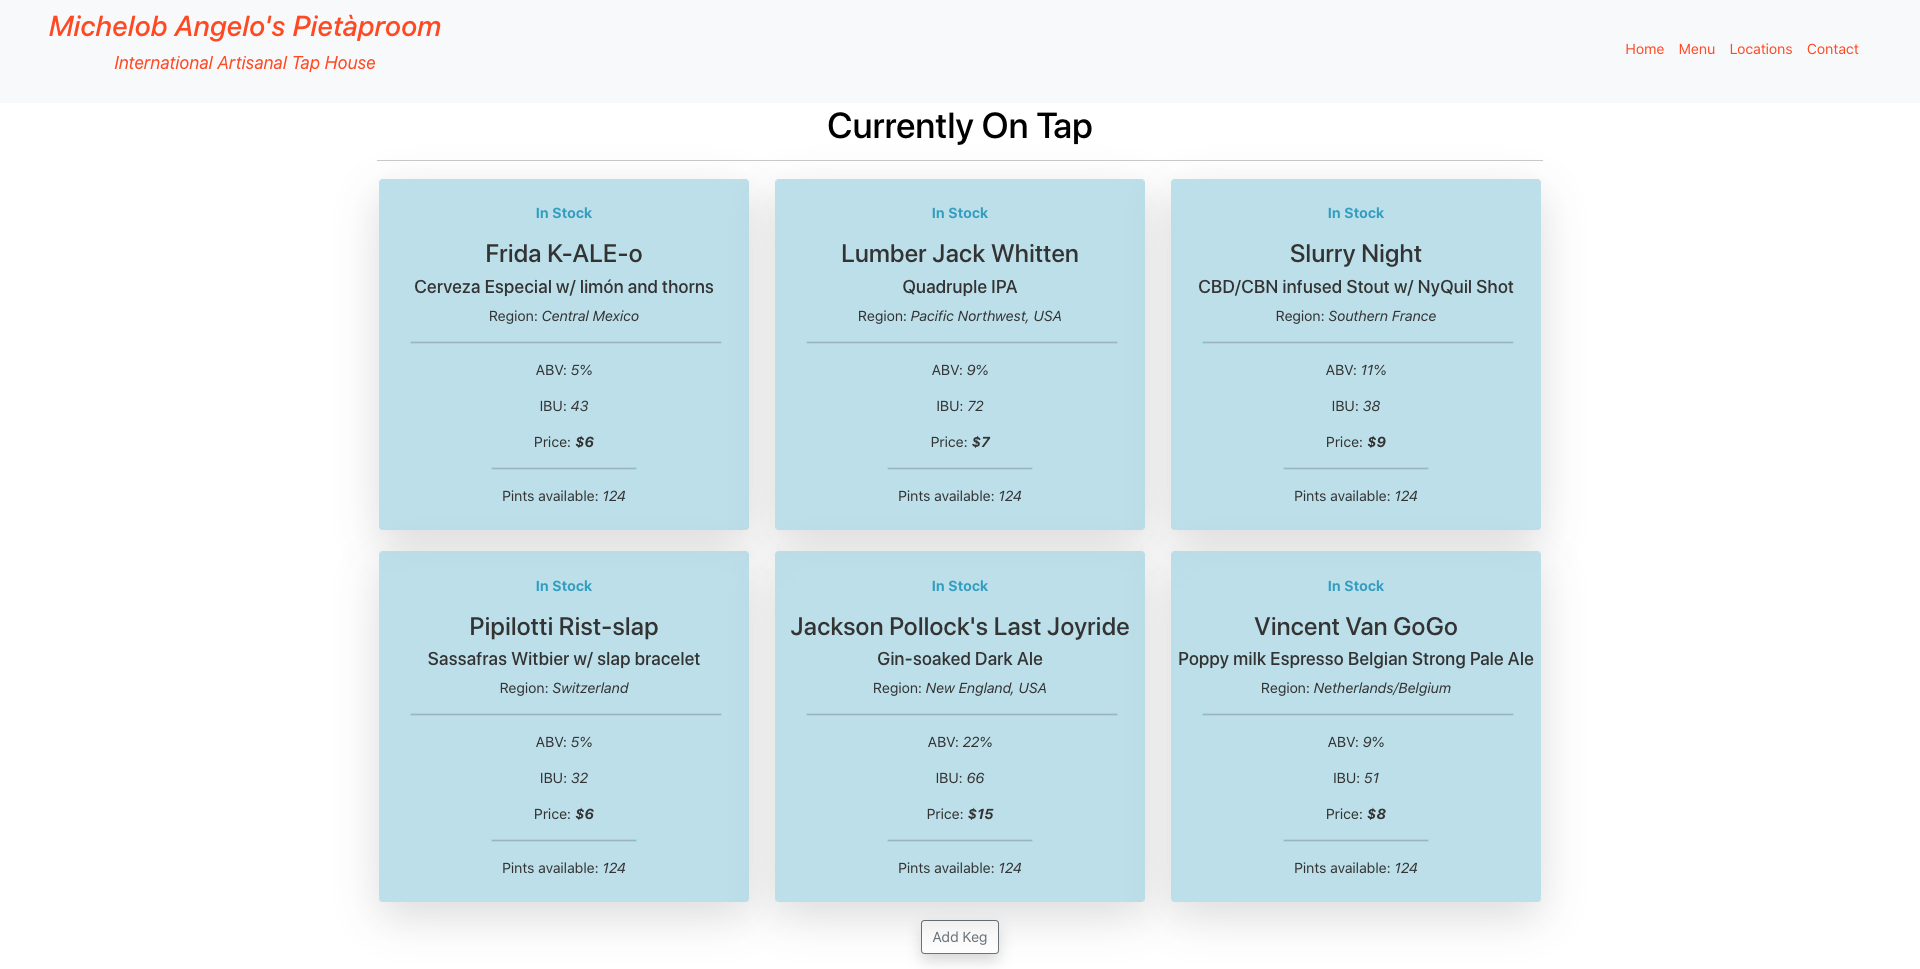 Michelob Angelo's Pietàproom
International Artisanal Tap House
Home Menu Locations Contact
Currently On Tap
In Stock
Frida K-ALE-o
Cerveza Especial w/ limón and thorns
Region: Central Mexico
ABV: 5%
IBU: 43
Price: $6
Pints available: 124
In Stock
Lumber Jack Whitten
Quadruple IPA
Region: Pacific Northwest, USA
ABV: 9%
IBU: 72
Price: $7
Pints available: 124
In Stock
Slurry Night
CBD/CBN infused Stout w/ NyQuil Shot
Region: Southern France
ABV: 11%
IBU: 38
Price: $9
Pints available: 124
In Stock
Pipilotti Rist-slap
Sassafras Witbier w/ slap bracelet
Region: Switzerland
ABV: 5%
IBU: 32
Price: $6
Pints available: 124
In Stock
Jackson Pollock's Last Joyride
Gin-soaked Dark Ale
Region: New England, USA
ABV: 22%
IBU: 66
Price: $15
Pints available: 124
In Stock
Vincent Van GoGo
Poppy milk Espresso Belgian Strong Pale Ale
Region: Netherlands/Belgium
ABV: 9%
IBU: 51
Price: $8
Pints available: 124
Add Keg